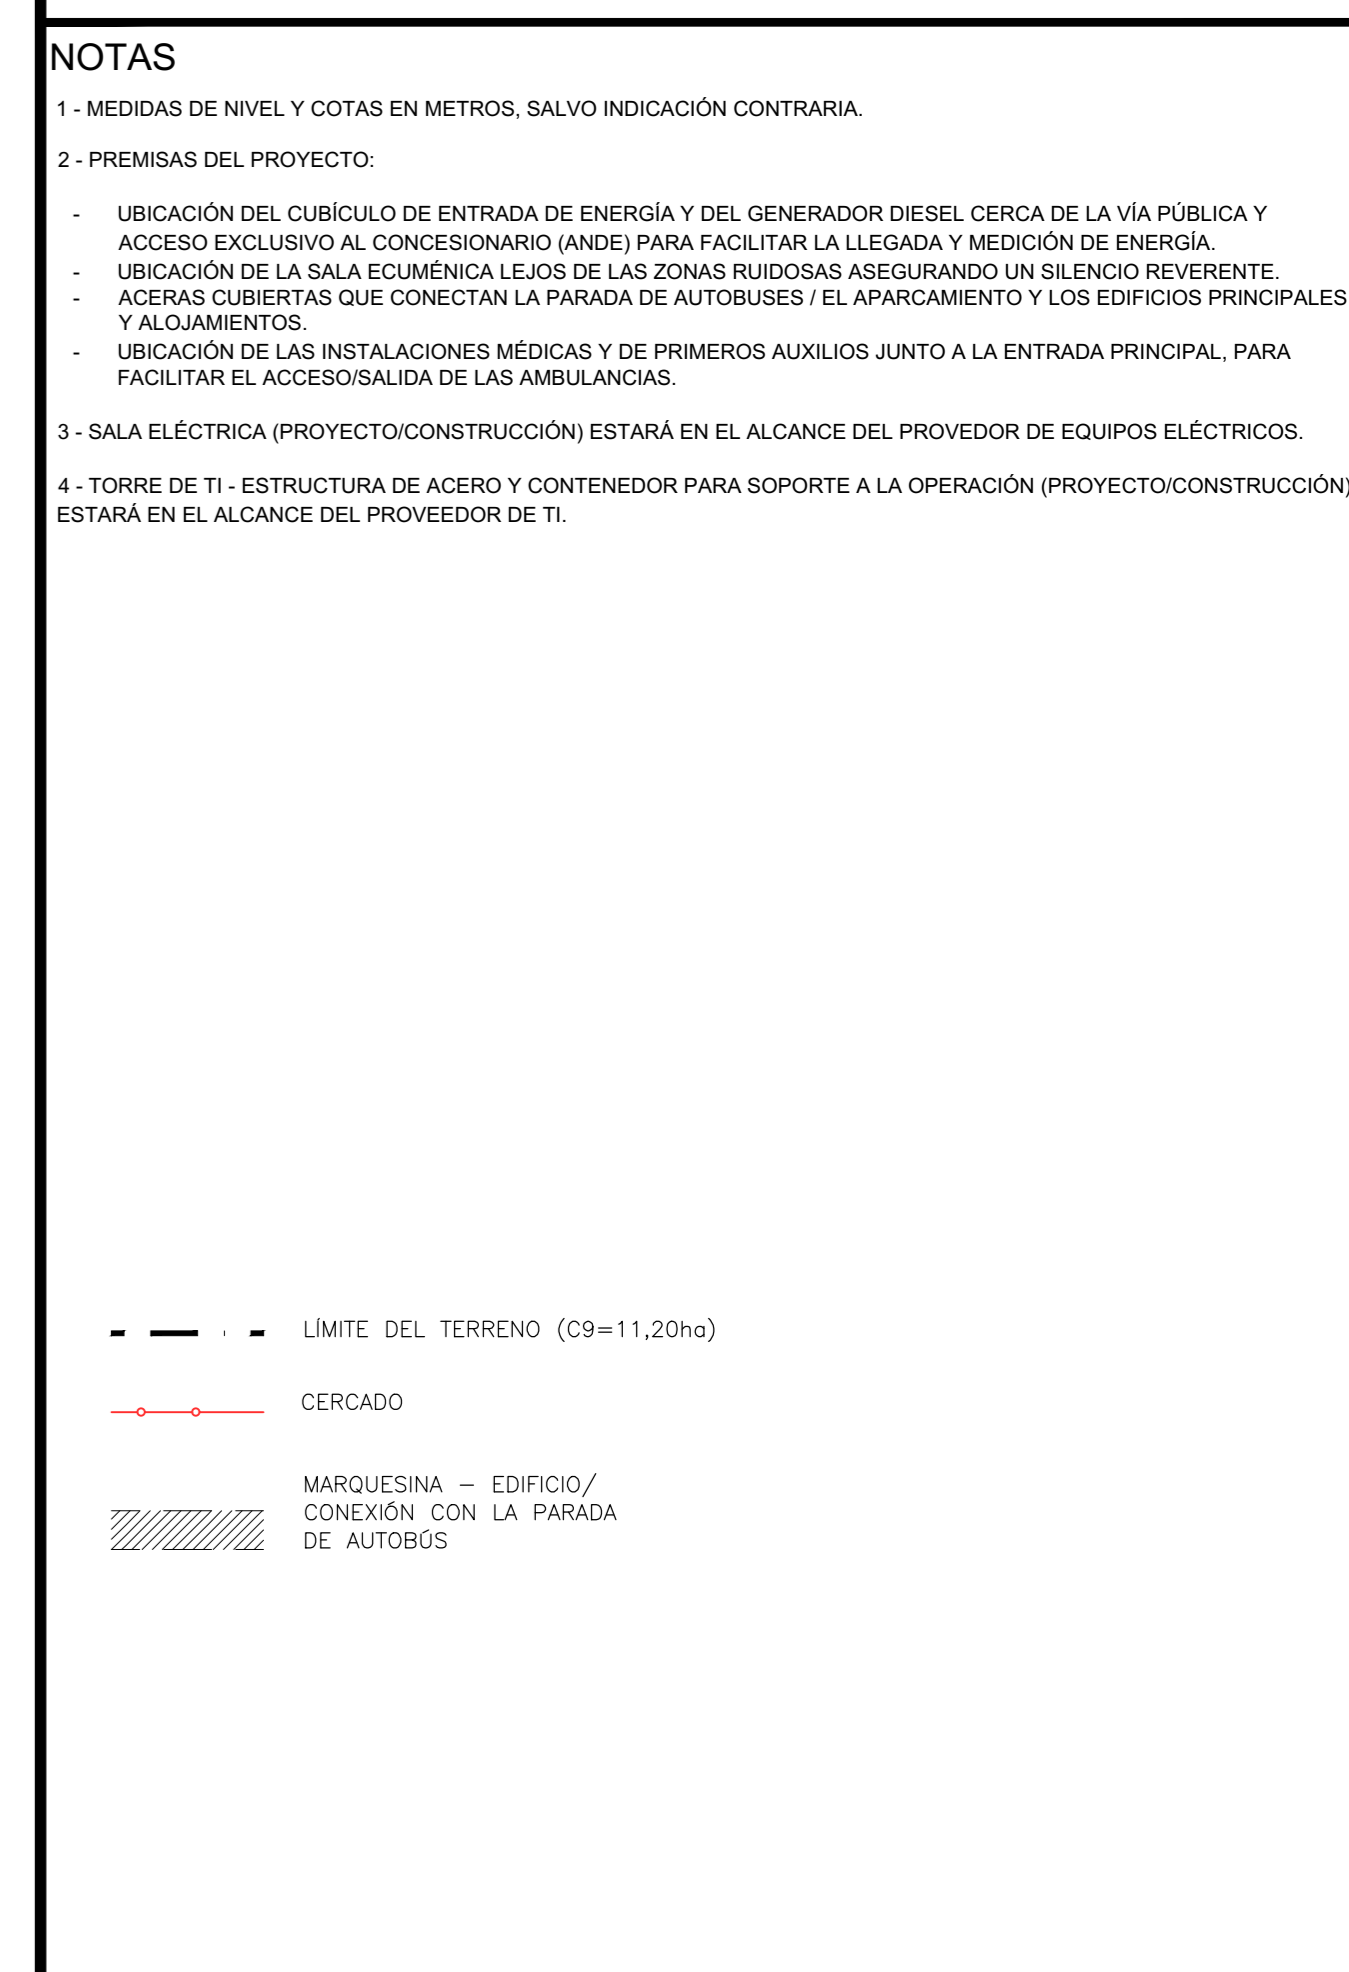 NOTAS
1 - MEDIDAS DE NIVEL Y COTAS EN METROS, SALVO INDICACIÓN CONTRARIA.
2 - PREMISAS DEL PROYECTO:
- UBICACIÓN DEL CUBÍCULO DE ENTRADA DE ENERGÍA Y DEL GENERADOR DIESEL CERCA DE LA VÍA PÚBLICA Y
ACCESO EXCLUSIVO AL CONCESIONARIO (ANDE) PARA FACILITAR LA LLEGADA Y MEDICIÓN DE ENERGÍA.
- UBICACIÓN DE LA SALA ECUMÉNICA LEJOS DE LAS ZONAS RUIDOSAS ASEGURANDO UN SILENCIO REVERENTE.
- ACERAS CUBIERTAS QUE CONECTAN LA PARADA DE AUTOBUSES / EL APARCAMIENTO Y LOS EDIFICIOS PRINCIPALES
Y ALOJAMIENTOS.
- UBICACIÓN DE LAS INSTALACIONES MÉDICAS Y DE PRIMEROS AUXILIOS JUNTO A LA ENTRADA PRINCIPAL, PARA
FACILITAR EL ACCESO/SALIDA DE LAS AMBULANCIAS.
3 - SALA ELÉCTRICA (PROYECTO/CONSTRUCCIÓN) ESTARÁ EN EL ALCANCE DEL PROVEDOR DE EQUIPOS ELÉCTRICOS.
4 - TORRE DE TI - ESTRUCTURA DE ACERO Y CONTENEDOR PARA SOPORTE A LA OPERACIÓN (PROYECTO/CONSTRUCCIÓN)
ESTARÁ EN EL ALCANCE DEL PROVEEDOR DE TI.
LÍMITE DEL TERRENO (C9=11,20ha)
CERCADO
MARQUESINA – EDIFICIO/
CONEXIÓN CON LA PARADA
DE AUTOBÚS